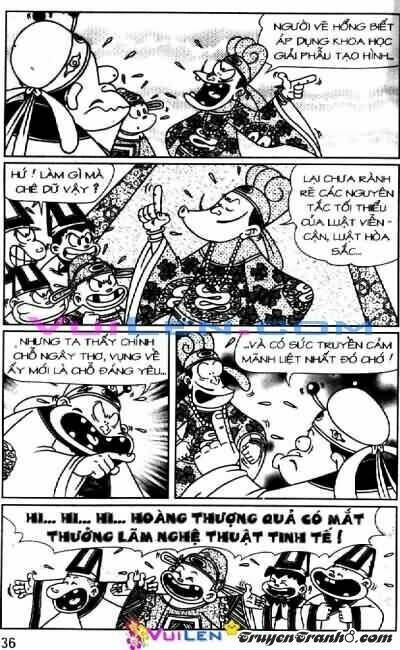 NGƯỜI VẼ HỔNG BIẾT
ÁP DỤNG KHOA HỌC
GIẢI PHẪU TẠO HÌNH...
HỨ ! LÀM GÌ MÀ
CHÊ DỮ VẬY ?
LẠI CHƯA RÀNH
RẼ CÁC NGUYÊN
TẮC TỐI THIỂU
CỦA LUẬT VIỄN -
CẬN, LUẬT HÒA
SẮC...
VUILEN.COM
NHƯNG TA THẤY CHÍNH
CHỖ NGÂY THƠ, VỤNG VỀ
ẤY MỚI LÀ CHỖ ĐÁNG YÊU...
...VÀ CÓ SỨC TRUYỀN CẢM
MÃNH LIỆT NHẤT ĐÓ CHỚ !
HI... HI... HI... HOÀNG THƯỢNG QUẢ CÓ MẮT
THƯỞNG LÃM NGHỆ THUẬT TINH TẾ !
36
VUILEN
TruyenTranh8.com